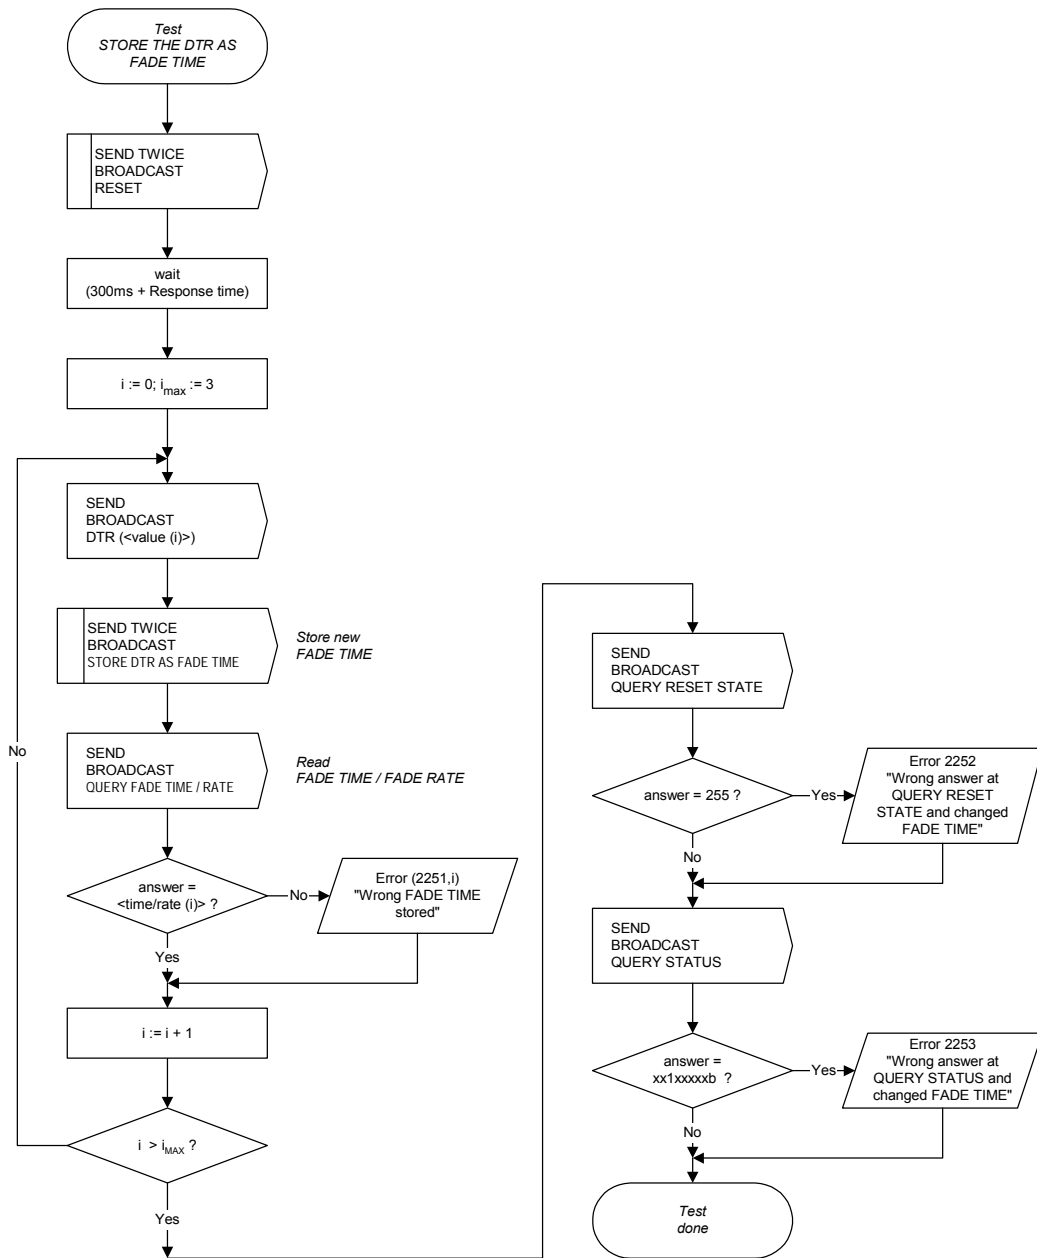 Test
STORE THE DTR AS
FADE TIME
SEND TWICE
BROADCAST
RESET
wait
(300ms + Response time)
i := 0; imax := 3
SEND
BROADCAST
DTR (<value (i)>)
SEND TWICE
BROADCAST
STORE DTR AS FADE TIME
Store new
FADE TIME
No
SEND
BROADCAST
QUERY FADE TIME / RATE
Read
FADE TIME / FADE RATE
answer =
<time/rate (i)> ?
No
Error (2251,i)
"Wrong FADE TIME
stored"
Yes
i := i + 1
i > iMAX ?
Yes
SEND
BROADCAST
QUERY RESET STATE
answer = 255 ?
Yes
Error 2252
"Wrong answer at
QUERY RESET
STATE and changed
FADE TIME"
No
SEND
BROADCAST
QUERY STATUS
answer =
xx1xxxxxb ?
Yes
Error 2253
"Wrong answer at
QUERY STATUS and
changed FADE TIME"
No
Test
done